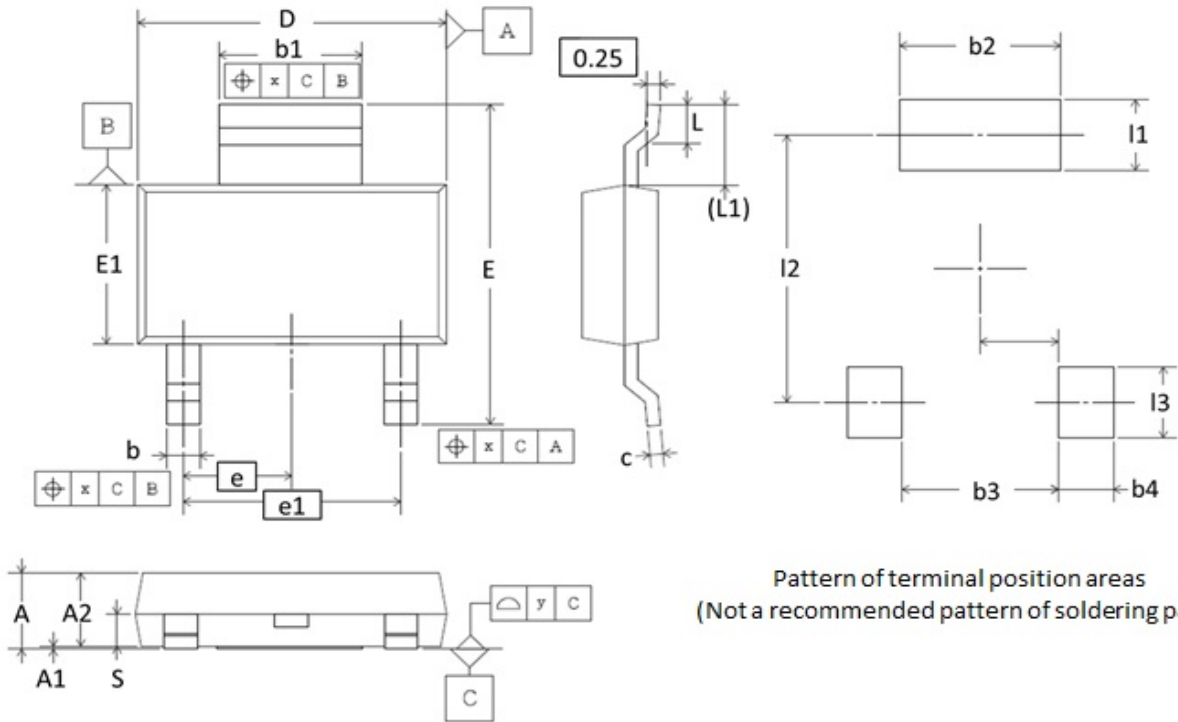 D
A
b1
⌖ x C B
0.25
b2
B
L
l1
(L1)
E1
E
l2
l3
b
⌖ x C A
c
⌖ x C B
e
e1
b3
b4
A
A2
⌓ y C
A1
S
C
Pattern of terminal position areas
(Not a recommended pattern of soldering p